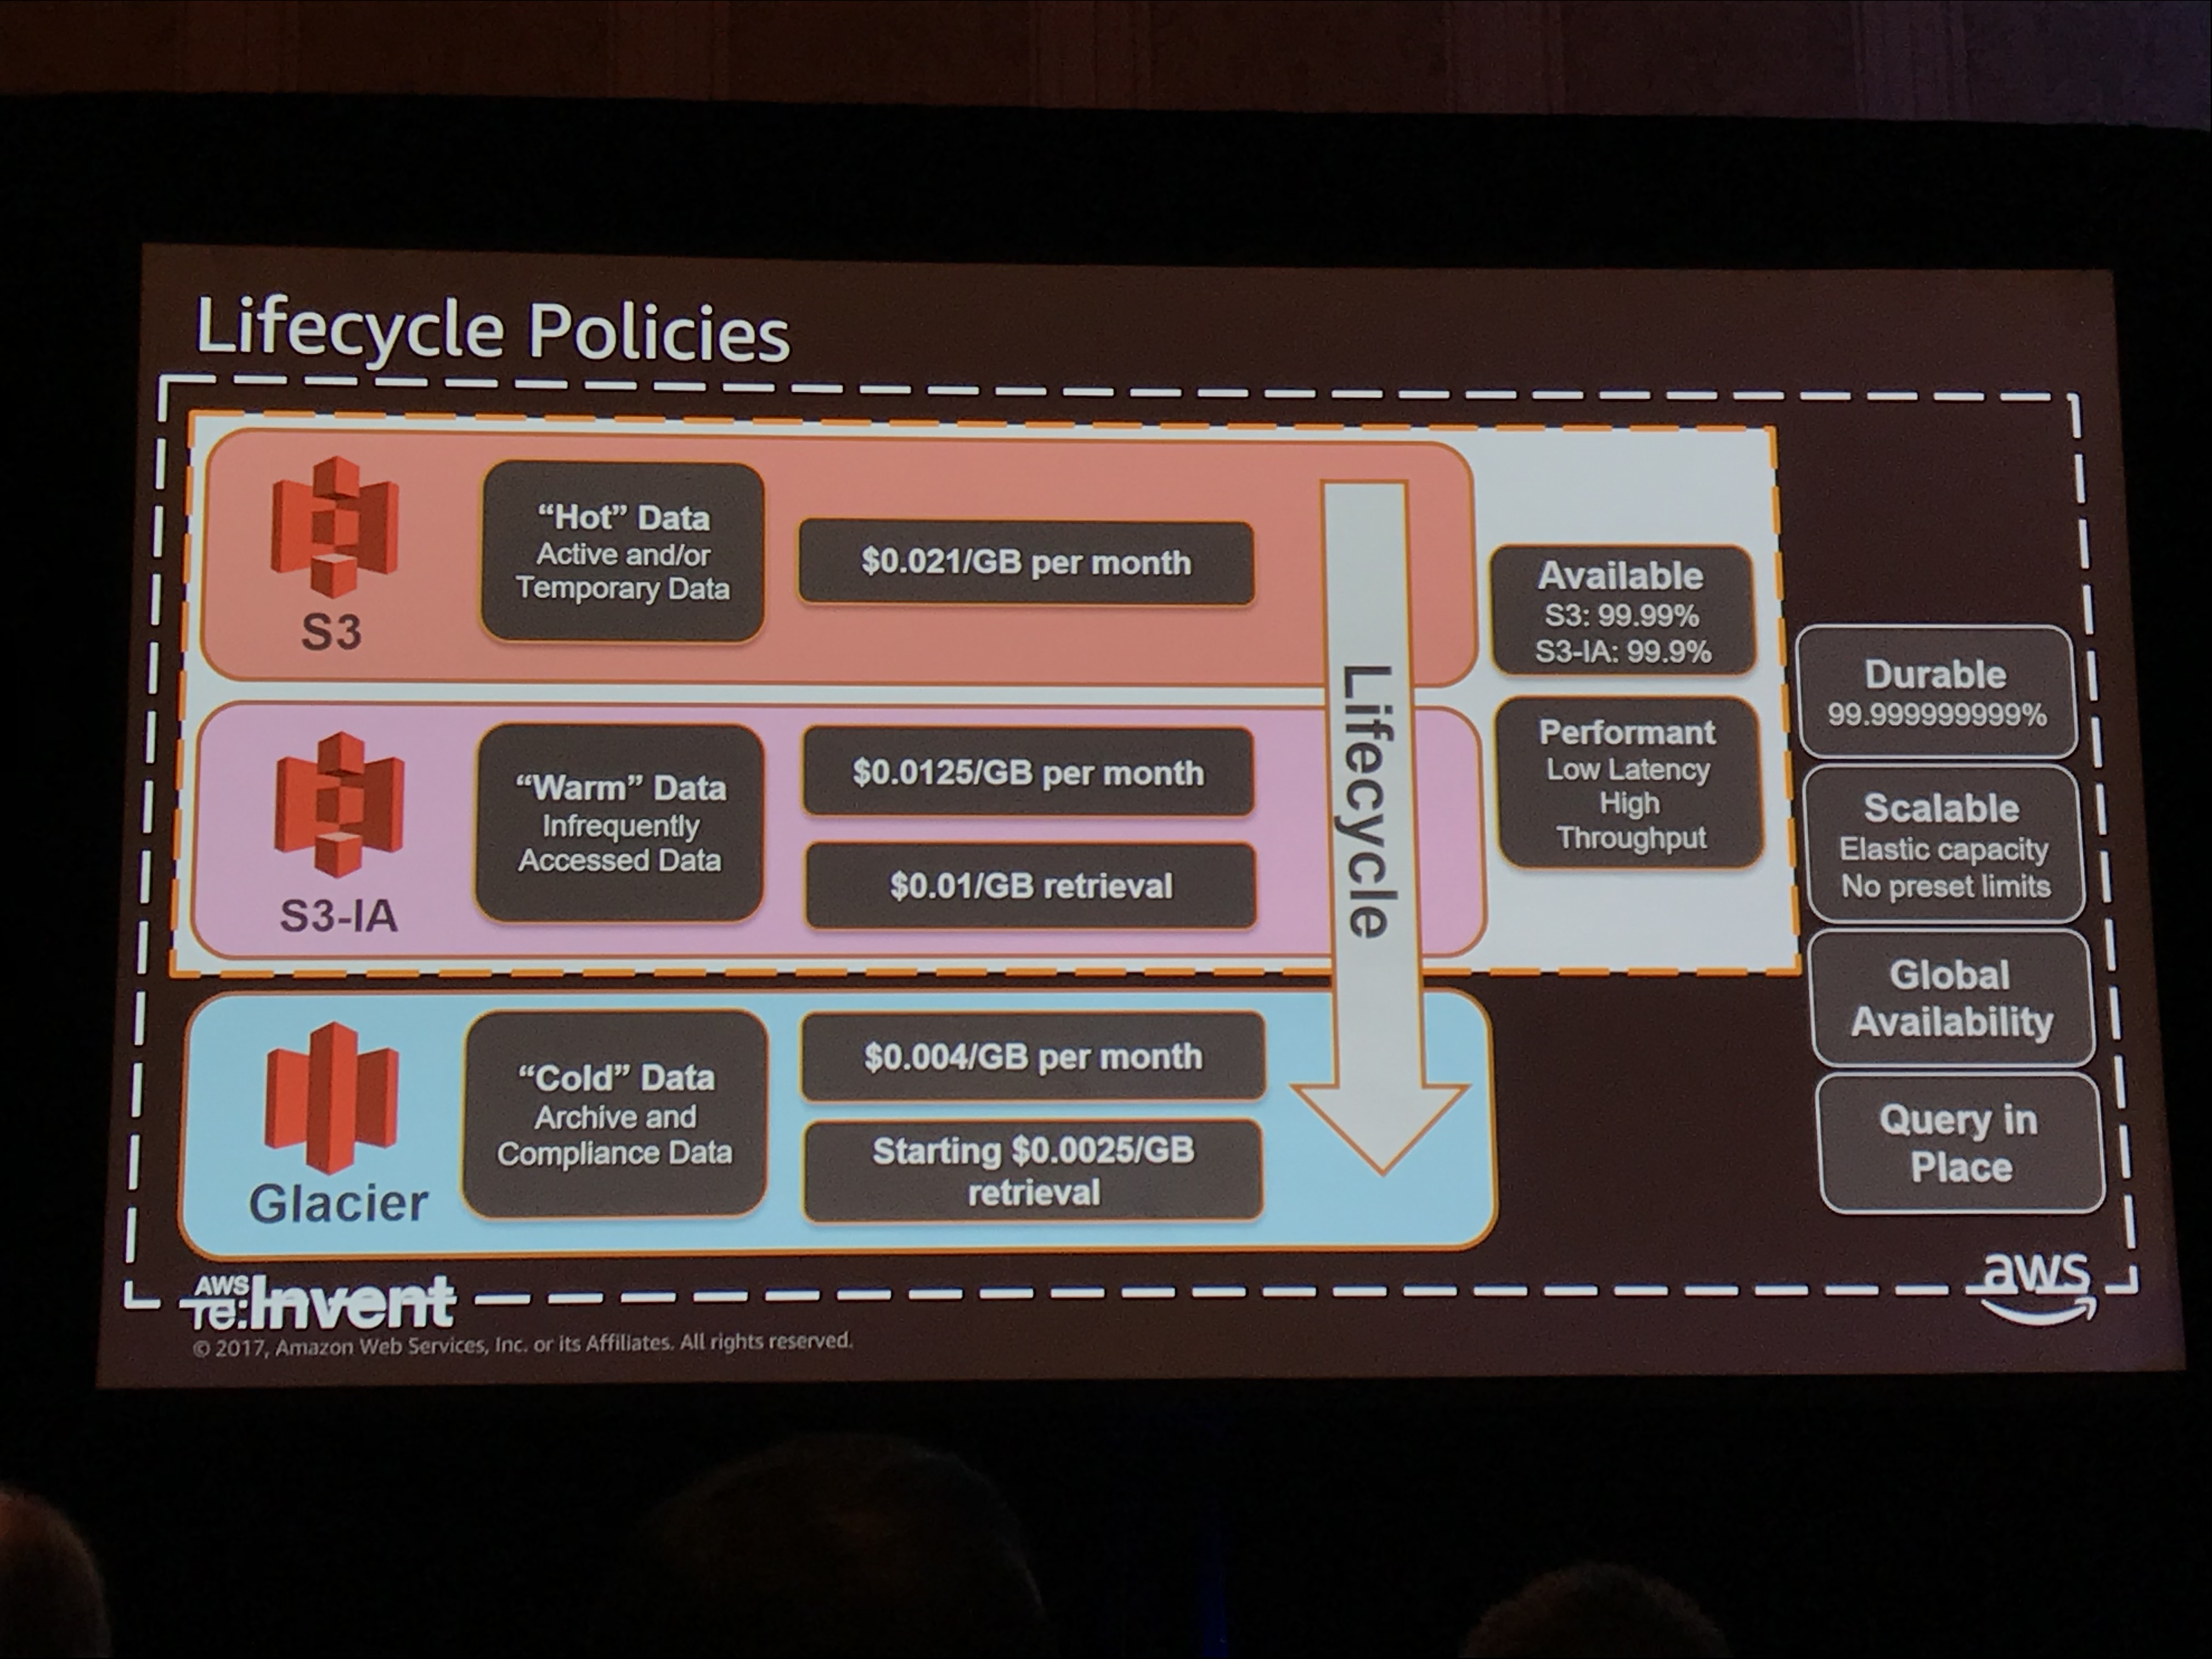 Lifecycle Policies
S3
“Hot” Data
Active and/or
Temporary Data
$0.021/GB per month
S3-IA
“Warm” Data
Infrequently
Accessed Data
$0.0125/GB per month
$0.01/GB retrieval
Glacier
“Cold” Data
Archive and
Compliance Data
$0.004/GB per month
Starting $0.0025/GB
retrieval
Lifecycle
Available
S3: 99.99%
S3-IA: 99.9%
Performant
Low Latency
High
Throughput
Durable
99.999999999%
Scalable
Elastic capacity
No preset limits
Global
Availability
Query in
Place
AWS
re:Invent
© 2017, Amazon Web Services, Inc. or its Affiliates. All rights reserved.
aws